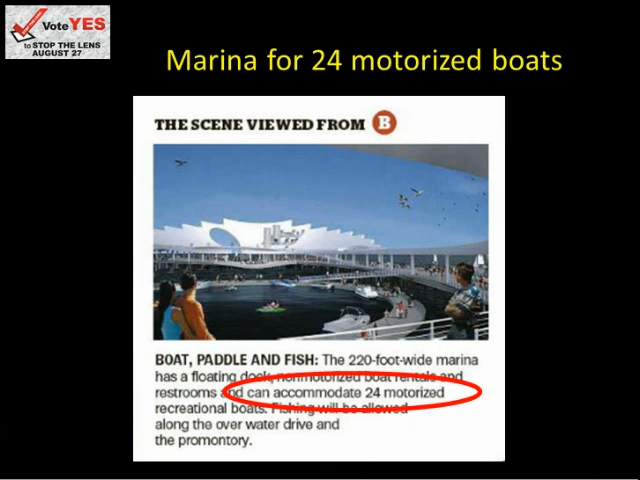 Vote YES
to STOP THE LENS
AUGUST 27
Marina for 24 motorized boats
THE SCENE VIEWED FROM B
BOAT, PADDLE AND FISH: The 220-foot-wide marina
has a floating dock, nonmotorized boat rentals and
restrooms and can accommodate 24 motorized
recreational boats. Fishing will be allowed
along the over water drive and
the promontory.